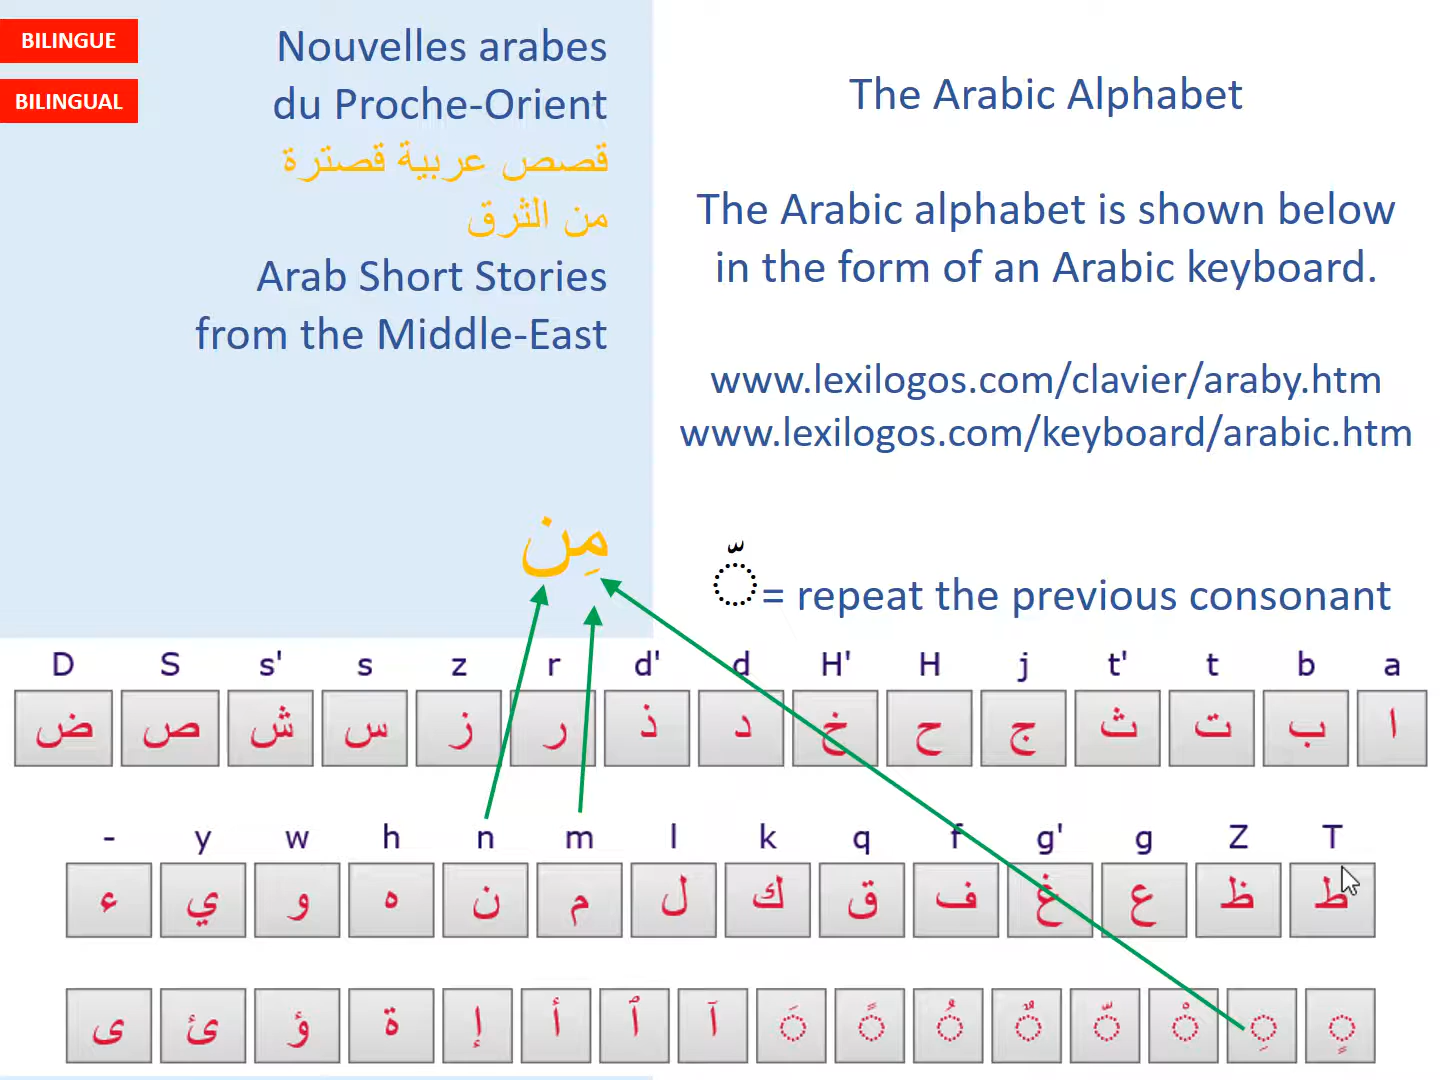 BILINGUE
BILINGUAL
Nouvelles arabes
du Proche-Orient
قصص عربية قصترة
من الثرق
Arab Short Stories
from the Middle-East
The Arabic Alphabet
The Arabic alphabet is shown below
in the form of an Arabic keyboard.
www.lexilogos.com/clavier/araby.htm
www.lexilogos.com/keyboard/arabic.htm
مِن
◌ّ = repeat the previous consonant
D S s' s z r d' d H' H j t' t b a
ض ص ش س ز ر ذ د خ ح ج ث ت ب ا
- y w h n m l k q f g' g Z T
ء ي و ه ن م ل ك ق ف غ ع ظ ط
ى ئ ؤ ة إ أ ٱ آ ◌َ ◌ً ◌ُ ◌ٌ ◌ّ ◌ْ ◌ِ ◌ٍ